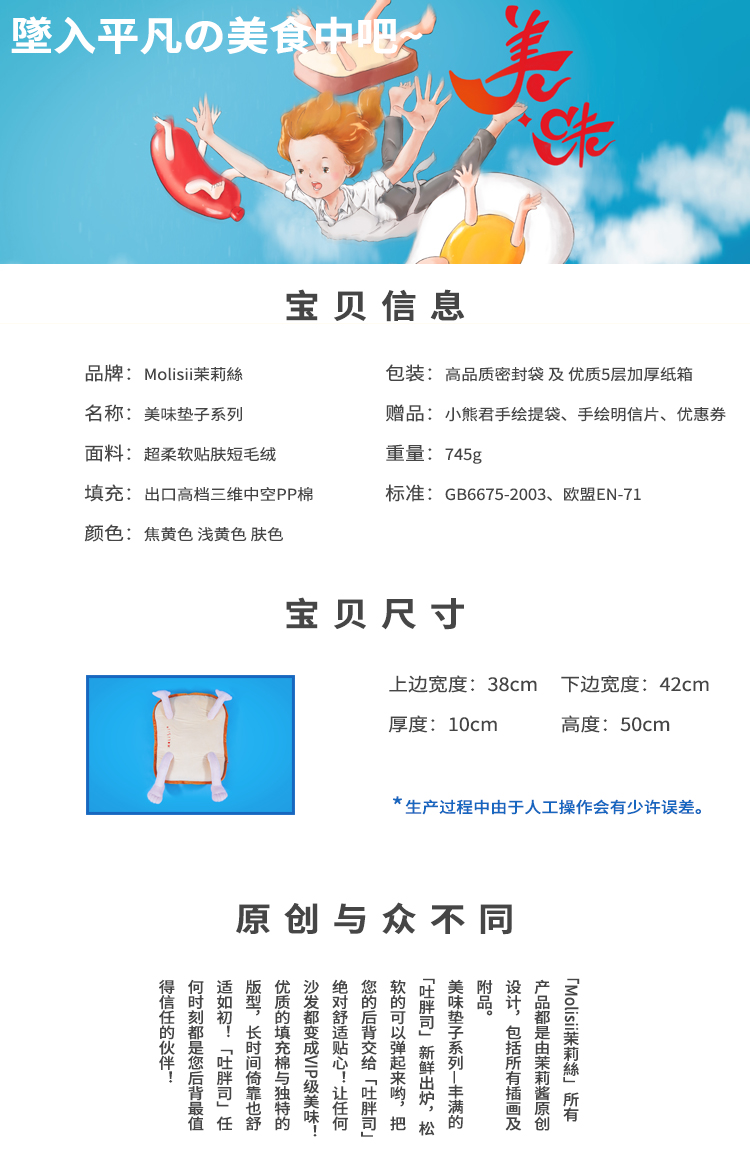 墜入平凡の美食中吧~
美味
宝贝信息
品牌：Molisii茉莉絲
名称：美味垫子系列
面料：超柔软贴肤短毛绒
填充：出口高档三维中空PP棉
颜色：焦黄色 浅黄色 肤色
包装：高品质密封袋 及 优质5层加厚纸箱
赠品：小熊君手绘提袋、手绘明信片、优惠券
重量：745g
标准：GB6675-2003、欧盟EN-71
宝贝尺寸
上边宽度：38cm 下边宽度：42cm
厚度：10cm 高度：50cm
*生产过程中由于人工操作会有少许误差。
原创与众不同
「Molisii茉莉絲」所有
产品都是由茉莉酱原创
设计，包括所有插画及
附品。
美味垫子系列—丰满的
「吐胖司」新鲜出炉，松
软的可以弹起来哟，把
您的后背交给「吐胖司」
绝对舒适贴心！让任何
沙发都变成VIP级美味！
优质的填充棉与独特的
版型，长时间倚靠也舒
适如初！「吐胖司」任
何时刻都是您后背最值
得信任的伙伴！